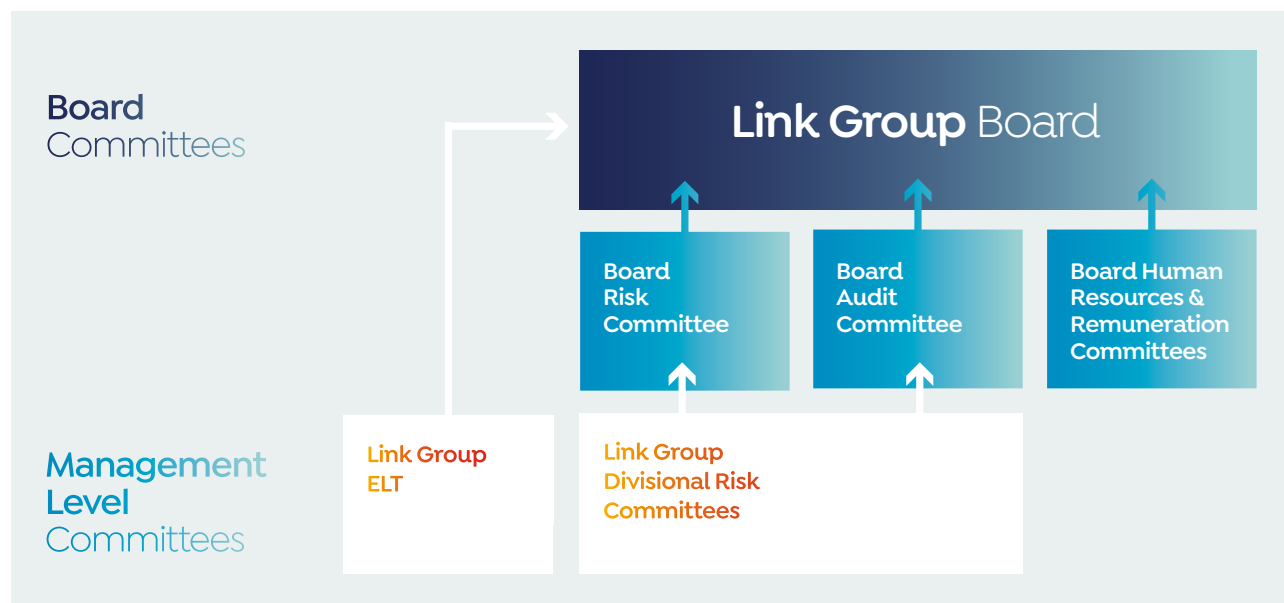 Board
Committees
Link Group Board
Board
Risk
Committee
Board
Audit
Committee
Board Human
Resources &
Remuneration
Committees
Management
Level
Committees
Link Group
ELT
Link Group
Divisional Risk
Committees